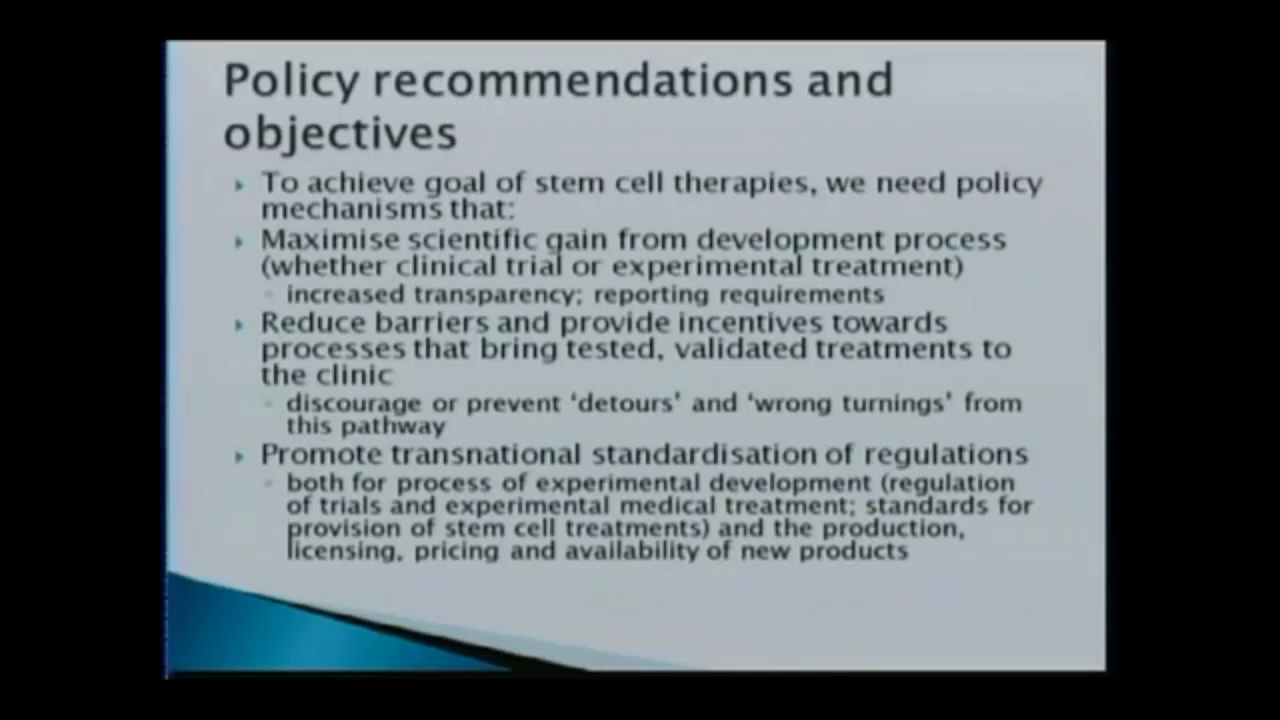 Policy recommendations and
objectives
To achieve goal of stem cell therapies, we need policy
mechanisms that:
Maximise scientific gain from development process
(whether clinical trial or experimental treatment)
increased transparency; reporting requirements
Reduce barriers and provide incentives towards
processes that bring tested, validated treatments to
the clinic
discourage or prevent ‘detours’ and ‘wrong turnings’ from
this pathway
Promote transnational standardisation of regulations
both for process of experimental development (regulation
of trials and experimental medical treatment; standards for
provision of stem cell treatments) and the production,
licensing, pricing and availability of new products